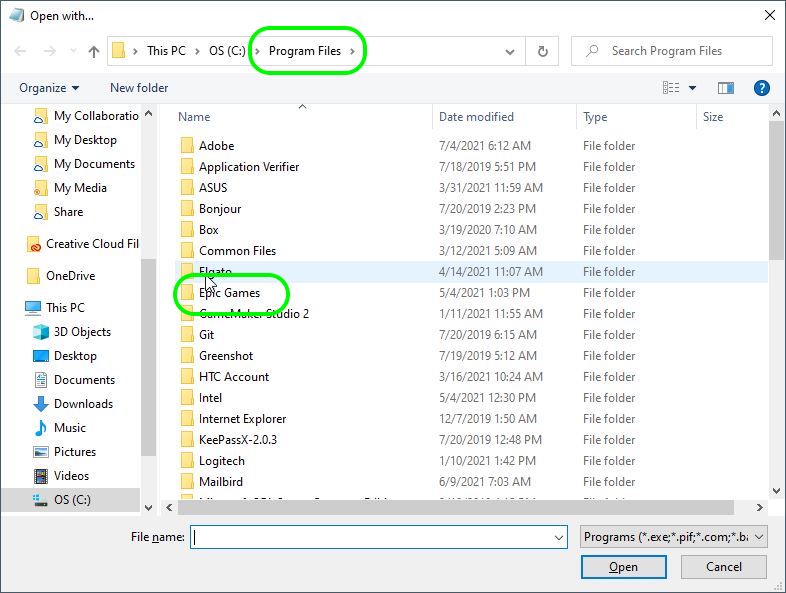 Open with...
This PC
OS (C:)
Program Files
Search Program Files
Organize
New folder
?
My Collaboratio
My Desktop
My Documents
My Media
Share
Creative Cloud Fil
OneDrive
This PC
3D Objects
Desktop
Documents
Downloads
Music
Pictures
Videos
OS (C:)
Name Date modified Type Size
Adobe 7/4/2021 6:12 AM File folder
Application Verifier 7/18/2019 5:51 PM File folder
ASUS 3/31/2021 11:59 AM File folder
Bonjour 7/20/2019 2:23 PM File folder
Box 3/19/2020 7:10 AM File folder
Common Files 3/12/2021 5:09 AM File folder
Elgato 4/14/2021 11:07 AM File folder
Epic Games 5/4/2021 1:03 PM File folder
GameMaker Studio 2 1/11/2021 11:55 AM File folder
Git 7/20/2019 6:15 AM File folder
Greenshot 7/19/2019 5:12 AM File folder
HTC Account 3/16/2021 10:24 AM File folder
Intel 5/4/2021 12:30 PM File folder
Internet Explorer 12/7/2019 1:50 AM File folder
KeePassX-2.0.3 7/20/2019 12:48 PM File folder
Logitech 1/10/2021 1:42 PM File folder
Mailbird 6/9/2021 7:03 AM File folder
File name:
Programs (*.exe;*.pif;*.com;*.ba
Open
Cancel